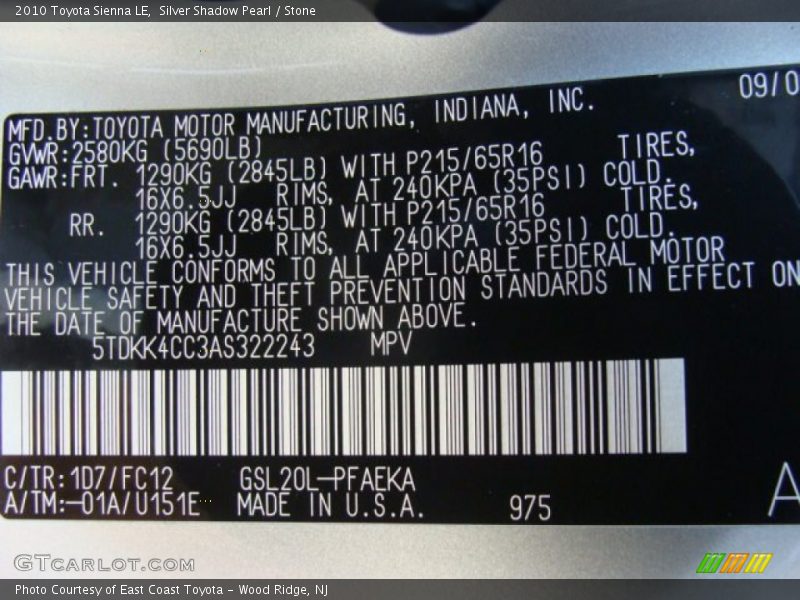 2010 Toyota Sienna LE, Silver Shadow Pearl / Stone
09/0
MFD.BY:TOYOTA MOTOR MANUFACTURING, INDIANA, INC.
GVWR:2580KG (5690LB)
GAWR:FRT. 1290KG (2845LB) WITH P215/65R16 TIRES,
16X6.5JJ RIMS, AT 240KPA (35PSI) COLD.
RR. 1290KG (2845LB) WITH P215/65R16 TIRES,
16X6.5JJ RIMS, AT 240KPA (35PSI) COLD.
THIS VEHICLE CONFORMS TO ALL APPLICABLE FEDERAL MOTOR
VEHICLE SAFETY AND THEFT PREVENTION STANDARDS IN EFFECT ON
THE DATE OF MANUFACTURE SHOWN ABOVE.
5TDKK4CC3AS322243 MPV
C/TR:1D7/FC12 GSL20L-PFAEKA
A/TM:-01A/U151E MADE IN U.S.A. 975
A
GTCARLOT.COM
Photo Courtesy of East Coast Toyota - Wood Ridge, NJ